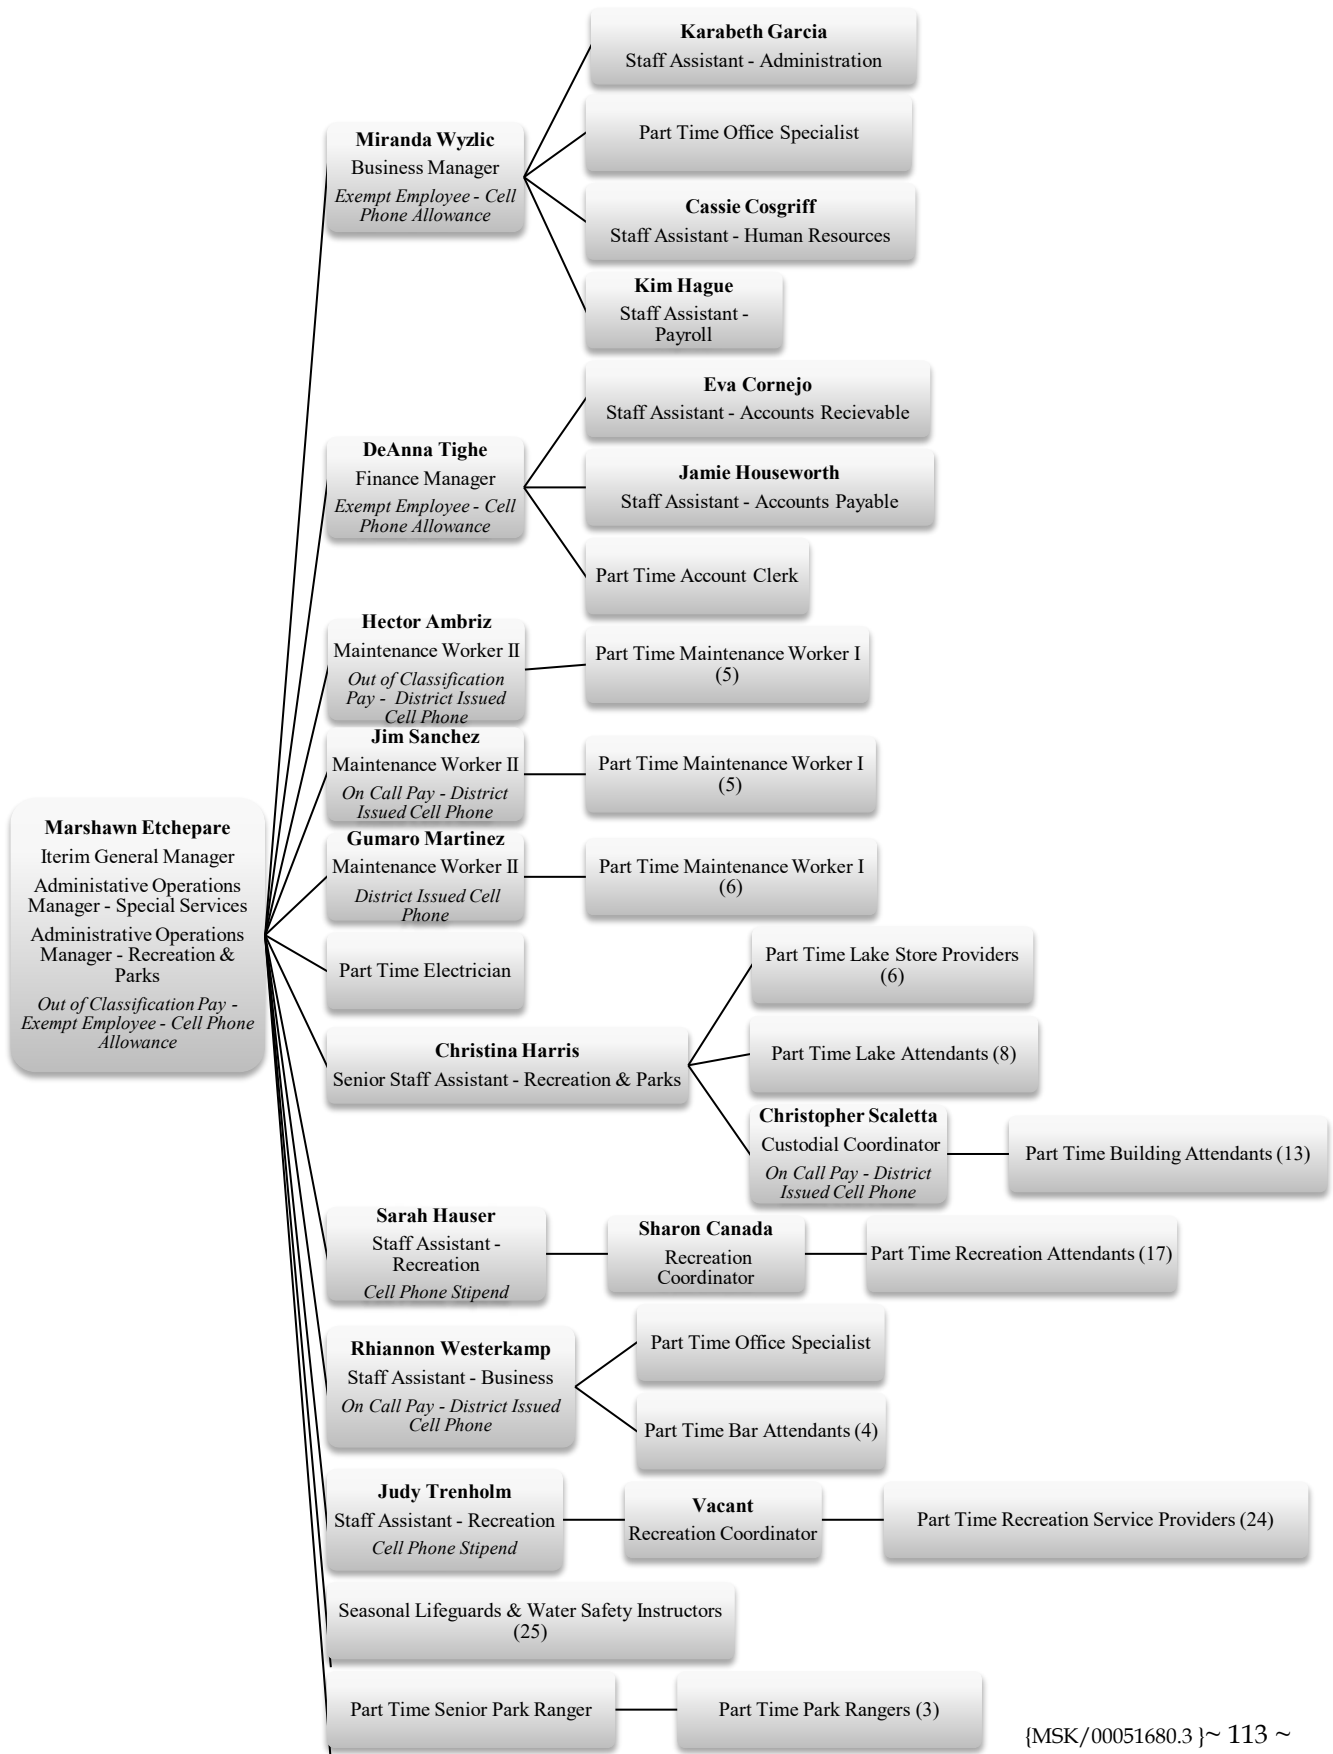 Karabeth Garcia
Staff Assistant - Administration
Part Time Office Specialist
Miranda Wyzlic
Business Manager
Exempt Employee - Cell
Phone Allowance
Cassie Cosgriff
Staff Assistant - Human Resources
Kim Hague
Staff Assistant -
Payroll
Eva Cornejo
Staff Assistant - Accounts Recievable
DeAnna Tighe
Finance Manager
Exempt Employee - Cell
Phone Allowance
Jamie Houseworth
Staff Assistant - Accounts Payable
Part Time Account Clerk
Hector Ambriz
Maintenance Worker II
Out of Classification
Pay - District Issued
Cell Phone
Part Time Maintenance Worker I
(5)
Jim Sanchez
Maintenance Worker II
On Call Pay - District
Issued Cell Phone
Part Time Maintenance Worker I
(5)
Marshawn Etchepare
Iterim General Manager
Administative Operations
Manager - Special Services
Administrative Operations
Manager - Recreation &
Parks
Out of Classification Pay -
Exempt Employee - Cell Phone
Allowance
Gumaro Martinez
Maintenance Worker II
District Issued Cell
Phone
Part Time Maintenance Worker I
(6)
Part Time Electrician
Christina Harris
Senior Staff Assistant - Recreation & Parks
Part Time Lake Store Providers
(6)
Part Time Lake Attendants (8)
Christopher Scaletta
Custodial Coordinator
On Call Pay - District
Issued Cell Phone
Part Time Building Attendants (13)
Sarah Hauser
Staff Assistant -
Recreation
Cell Phone Stipend
Sharon Canada
Recreation
Coordinator
Part Time Recreation Attendants (17)
Rhiannon Westerkamp
Staff Assistant - Business
On Call Pay - District Issued
Cell Phone
Part Time Office Specialist
Part Time Bar Attendants (4)
Judy Trenholm
Staff Assistant - Recreation
Cell Phone Stipend
Vacant
Recreation Coordinator
Part Time Recreation Service Providers (24)
Seasonal Lifeguards & Water Safety Instructors
(25)
Part Time Senior Park Ranger
Part Time Park Rangers (3)
{MSK/00051680.3 }~ 113 ~